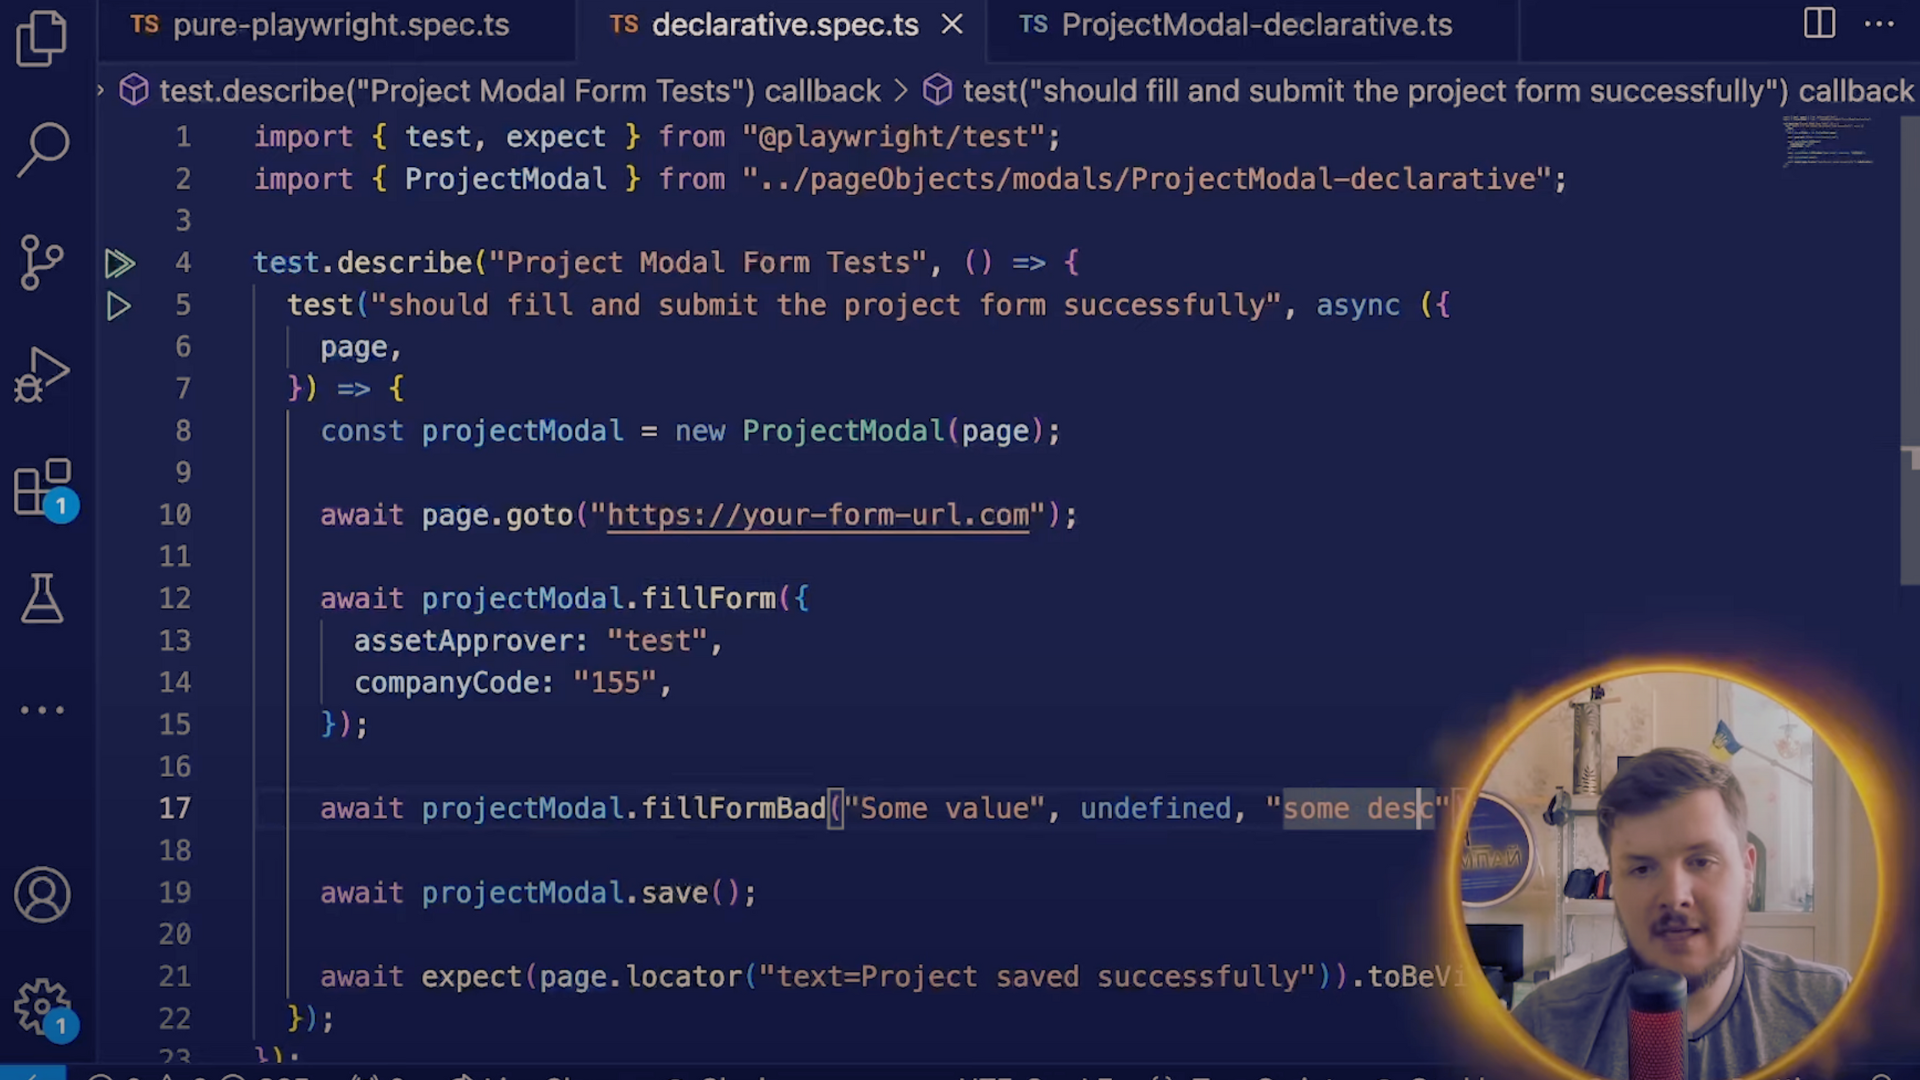 TS pure-playwright.spec.ts TS declarative.spec.ts TS ProjectModal-declarative.ts
test.describe("Project Modal Form Tests") callback > test("should fill and submit the project form successfully") callback
1 import { test, expect } from "@playwright/test";
2 import { ProjectModal } from "../pageObjects/modals/ProjectModal-declarative";
3
4 test.describe("Project Modal Form Tests", () => {
5 test("should fill and submit the project form successfully", async ({
6 page,
7 }) => {
8 const projectModal = new ProjectModal(page);
9
10 await page.goto("https://your-form-url.com");
11
12 await projectModal.fillForm({
13 assetApprover: "test",
14 companyCode: "155",
15 });
16
17 await projectModal.fillFormBad("Some value", undefined, "some desc")
18
19 await projectModal.save();
20
21 await expect(page.locator("text=Project saved successfully")).toBeVi
22 });
23 });
1
1